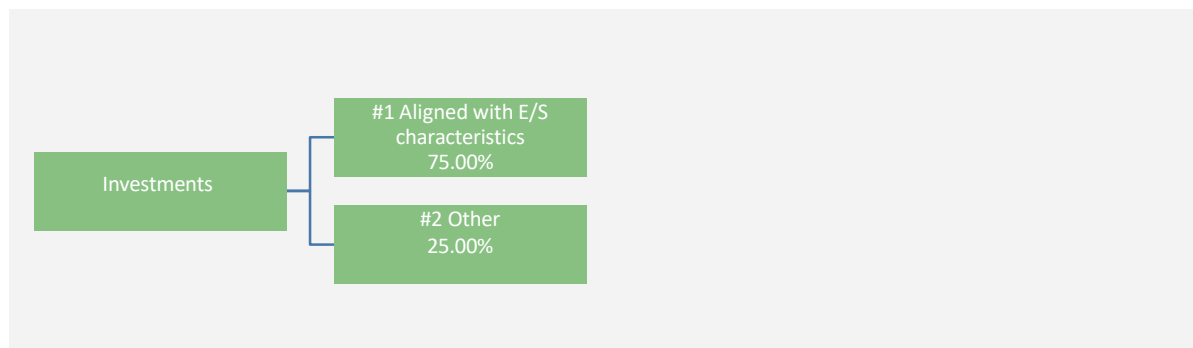 #1 Aligned with E/S
characteristics
75.00%
Investments
#2 Other
25.00%